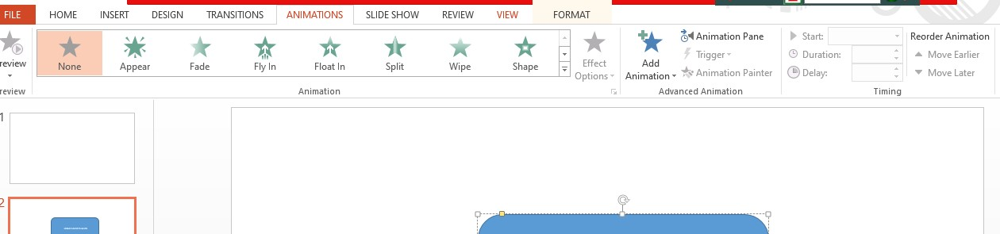 FILE HOME INSERT DESIGN TRANSITIONS ANIMATIONS SLIDE SHOW REVIEW VIEW FORMAT
None Appear Fade Fly In Float In Split Wipe Shape
review
Effect Options
Add Animation
Animation Pane
Trigger
Animation Painter
Start:
Duration:
Delay:
Reorder Animation
Move Earlier
Move Later
review Animation Advanced Animation Timing
1
2